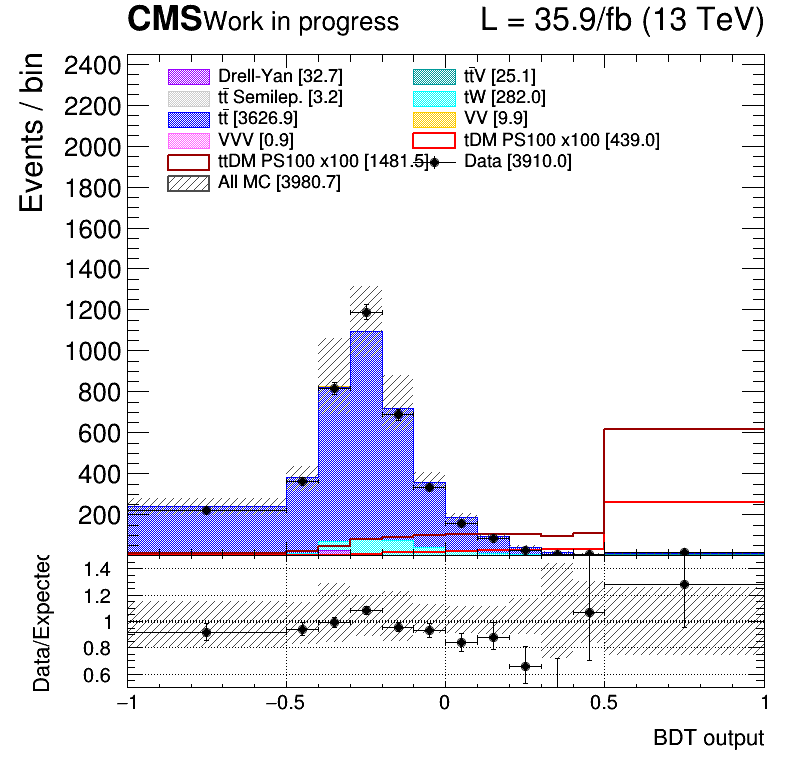 CMS Work in progress L = 35.9/fb (13 TeV)
Events / bin
2400
2200
2000
1800
1600
1400
1200
1000
800
600
400
200
Drell-Yan [32.7] tt̄V [25.1]
tt̄ Semilep. [3.2] tW [282.0]
tt̄ [3626.9] VV [9.9]
VVV [0.9] tDM PS100 x100 [439.0]
ttDM PS100 x100 [1481.5] Data [3910.0]
All MC [3980.7]
Data/Expected
1.4
1.2
1
0.8
0.6
−1 −0.5 0 0.5 1
BDT output